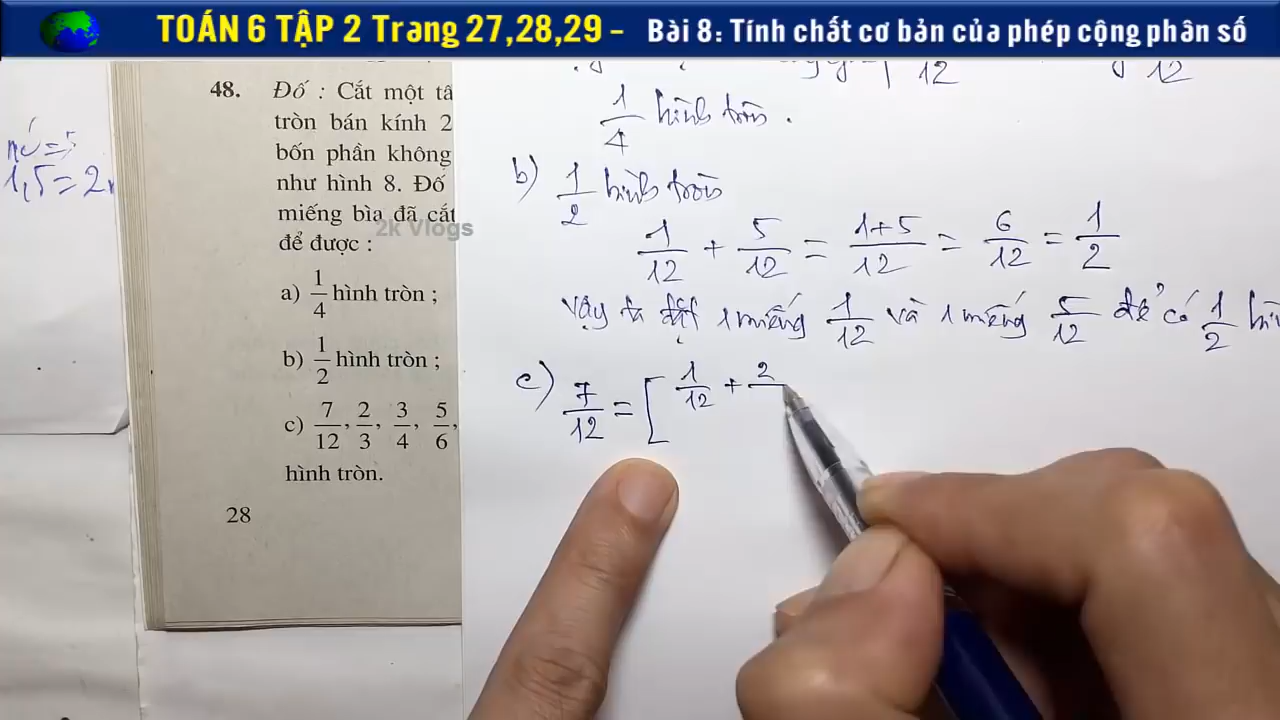 TOÁN 6 TẬP 2 Trang 27,28,29 - Bài 8: Tính chất cơ bản của phép cộng phân số
48. Đố : Cắt một tấ
tròn bán kính 2
bốn phần không
như hình 8. Đố
miếng bìa đã cắt
để được :
a) 1/4 hình tròn ;
b) 1/2 hình tròn ;
c) 7/12, 2/3, 3/4, 5/6,
hình tròn.
28
2k Vlogs
1,5 = 2
12
12
1/4 hình tròn .
b) 1/2 hình tròn
1/12 + 5/12 = 1+5/12 = 6/12 = 1/2
Vậy ta đặt 1 miếng 1/12 và 1 miếng 5/12 để có 1/2
c) 7/12 = [ 1/12 + 2